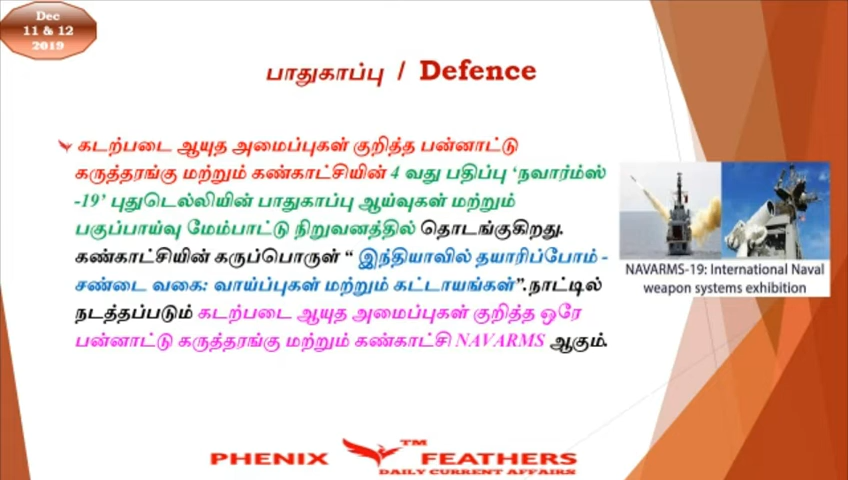 Dec
11 & 12
2019
பாதுகாப்பு / Defence
கடற்படை ஆயுத அமைப்புகள் குறித்த பன்னாட்டு
கருத்தரங்கு மற்றும் கண்காட்சியின் 4 வது பதிப்பு ‘நவார்ம்ஸ்
-19’ புதுடெல்லியின் பாதுகாப்பு ஆய்வுகள் மற்றும்
பகுப்பாய்வு மேம்பாட்டு நிறுவனத்தில் தொடங்குகிறது.
கண்காட்சியின் கருப்பொருள் “ இந்தியாவில் தயாரிப்போம் -
சண்டை வகை: வாய்ப்புகள் மற்றும் கட்டாயங்கள்”.நாட்டில்
நடத்தப்படும் கடற்படை ஆயுத அமைப்புகள் குறித்த ஒரே
பன்னாட்டு கருத்தரங்கு மற்றும் கண்காட்சி NAVARMS ஆகும்.
NAVARMS-19: International Naval
weapon systems exhibition
PHENIX FEATHERS TM
DAILY CURRENT AFFAIRS